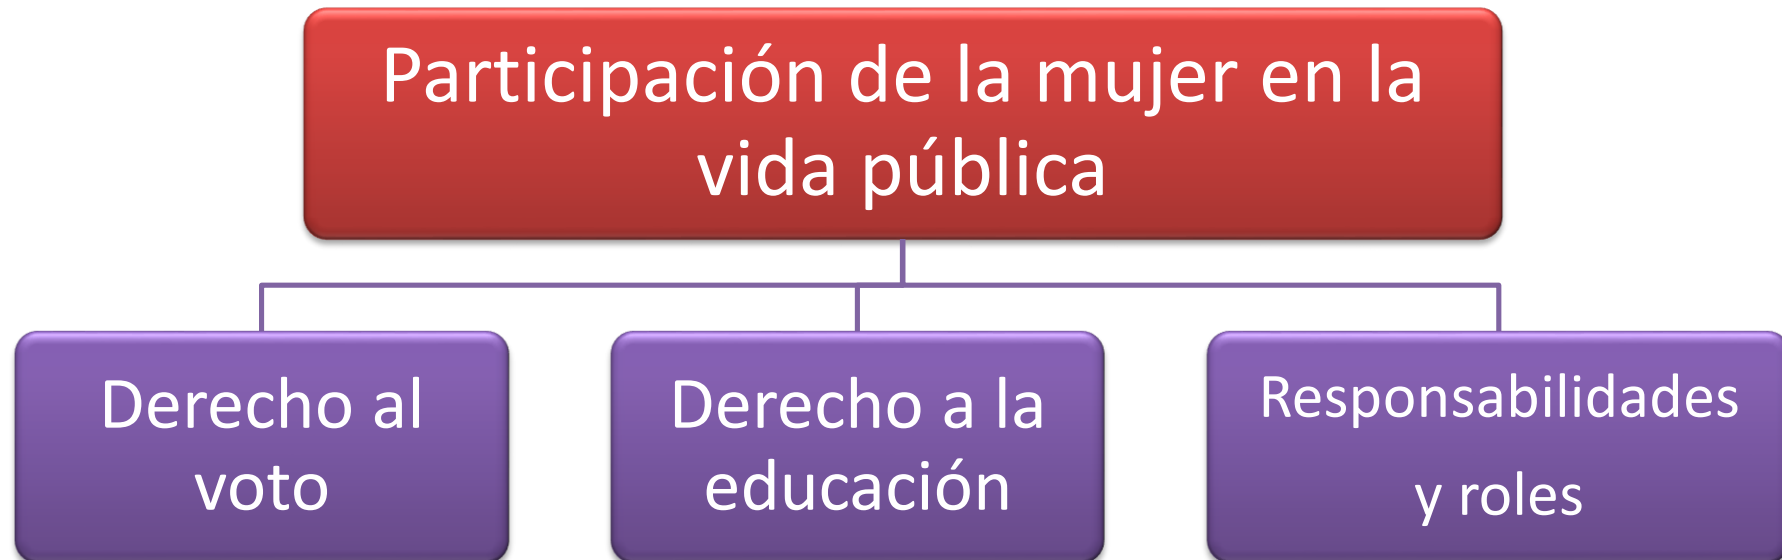 Participación de la mujer en la
vida pública
Derecho al
voto
Derecho a la
educación
Responsabilidades
y roles